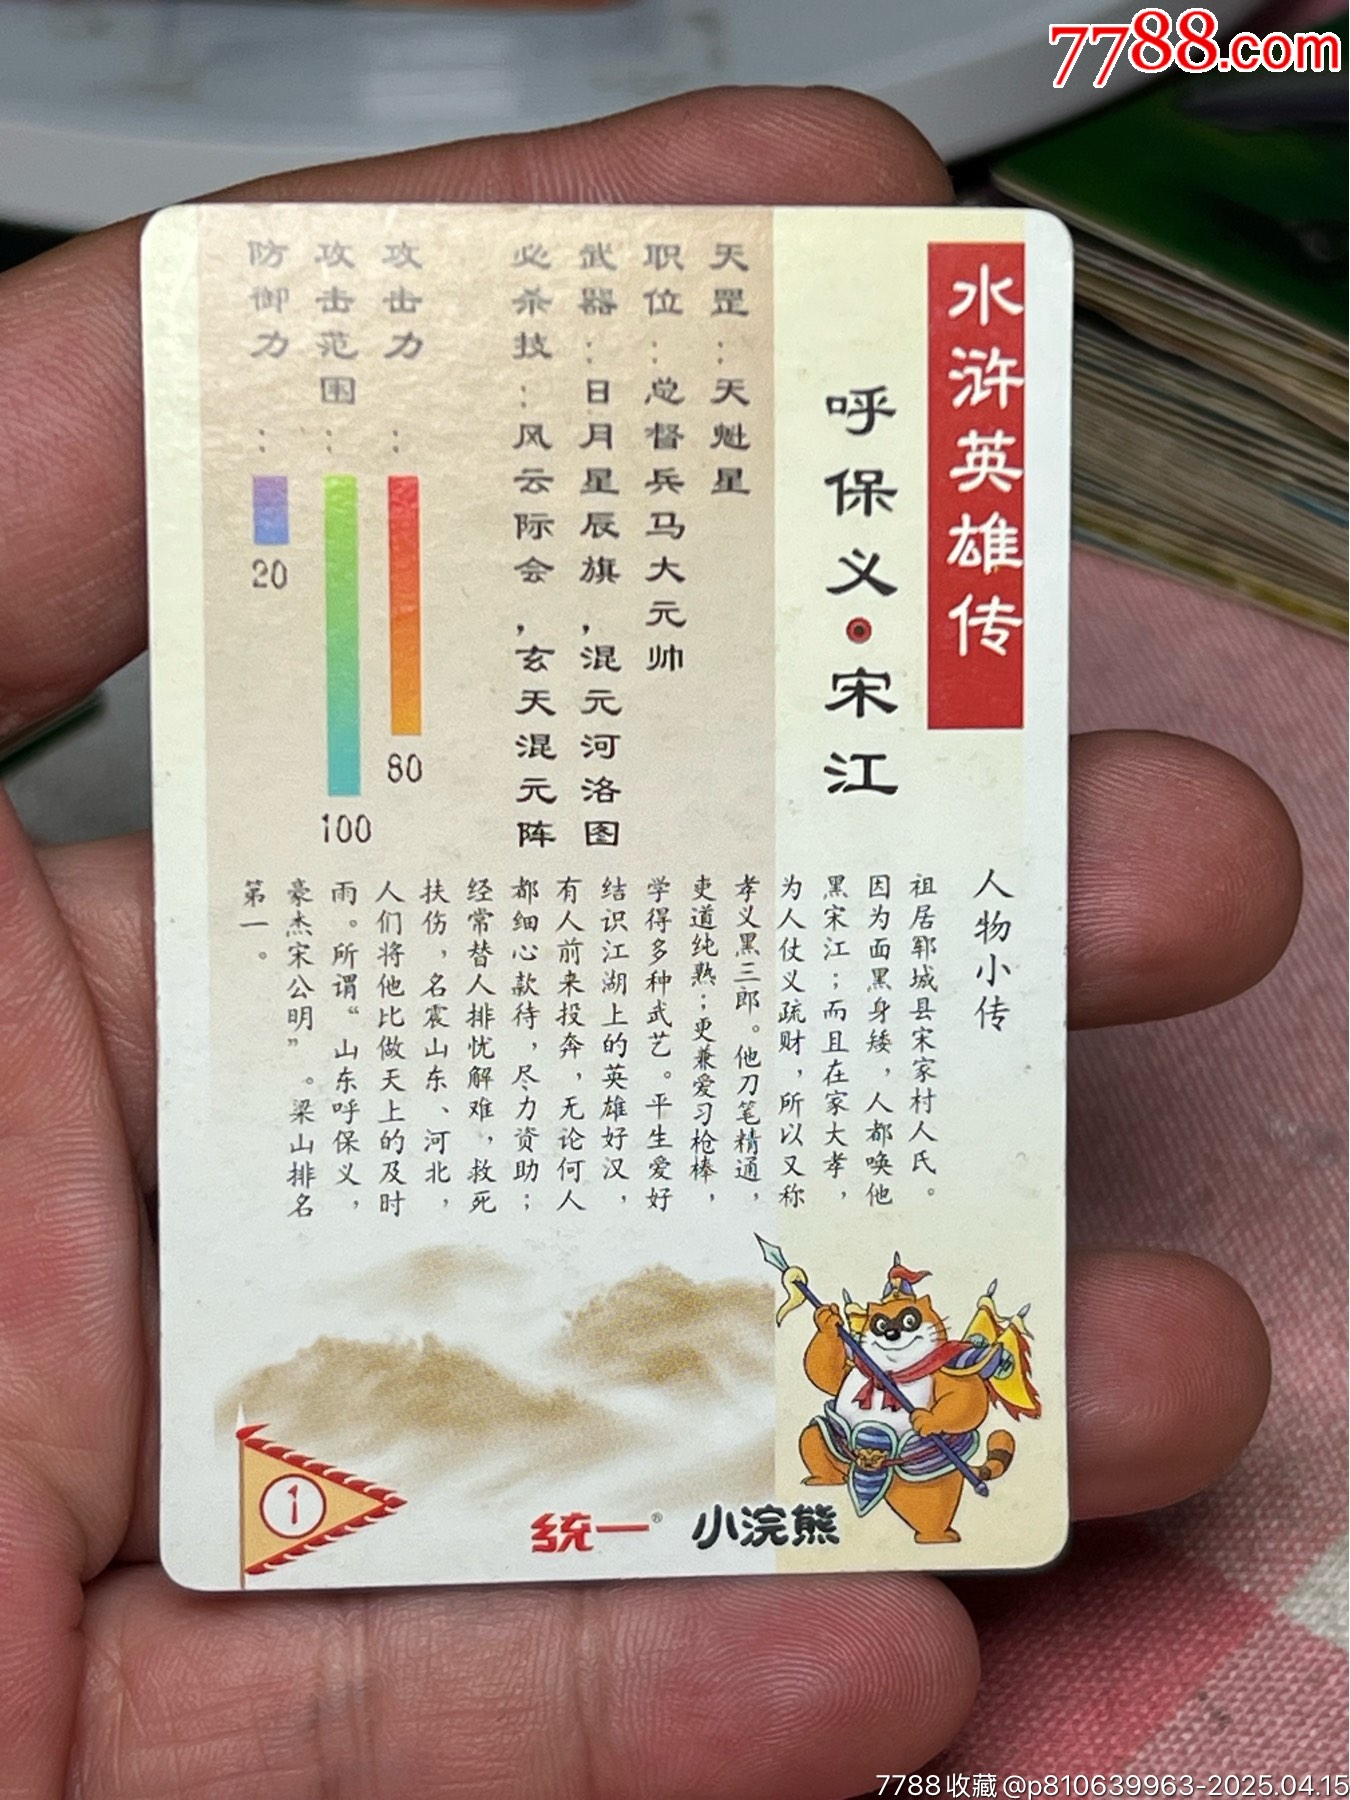 7788.com
水浒英雄传
呼保义·宋江
天罡：天魁星
职位：总督兵马大元帅
武器：日月星辰旗，混元河洛图
必杀技：风云际会，玄天混元阵
攻击力：
80
攻击范围：
100
防御力：
20
人物小传
祖居郓城县宋家村人氏。
因为面黑身矮，人都唤他
黑宋江；而且在家大孝，
为人仗义疏财，所以又称
孝义黑三郎。他刀笔精通，
吏道纯熟；更兼爱习枪棒，
学得多种武艺。平生爱好
结识江湖上的英雄好汉，
有人前来投奔，无论何人
都细心款待，尽力资助；
经常替人排忧解难，救死
扶伤，名震山东、河北，
人们将他比做天上的及时
雨。所谓“山东呼保义，
豪杰宋公明”。梁山排名
第一。
1
统一® 小浣熊
7788收藏@p810639963-2025.04.15